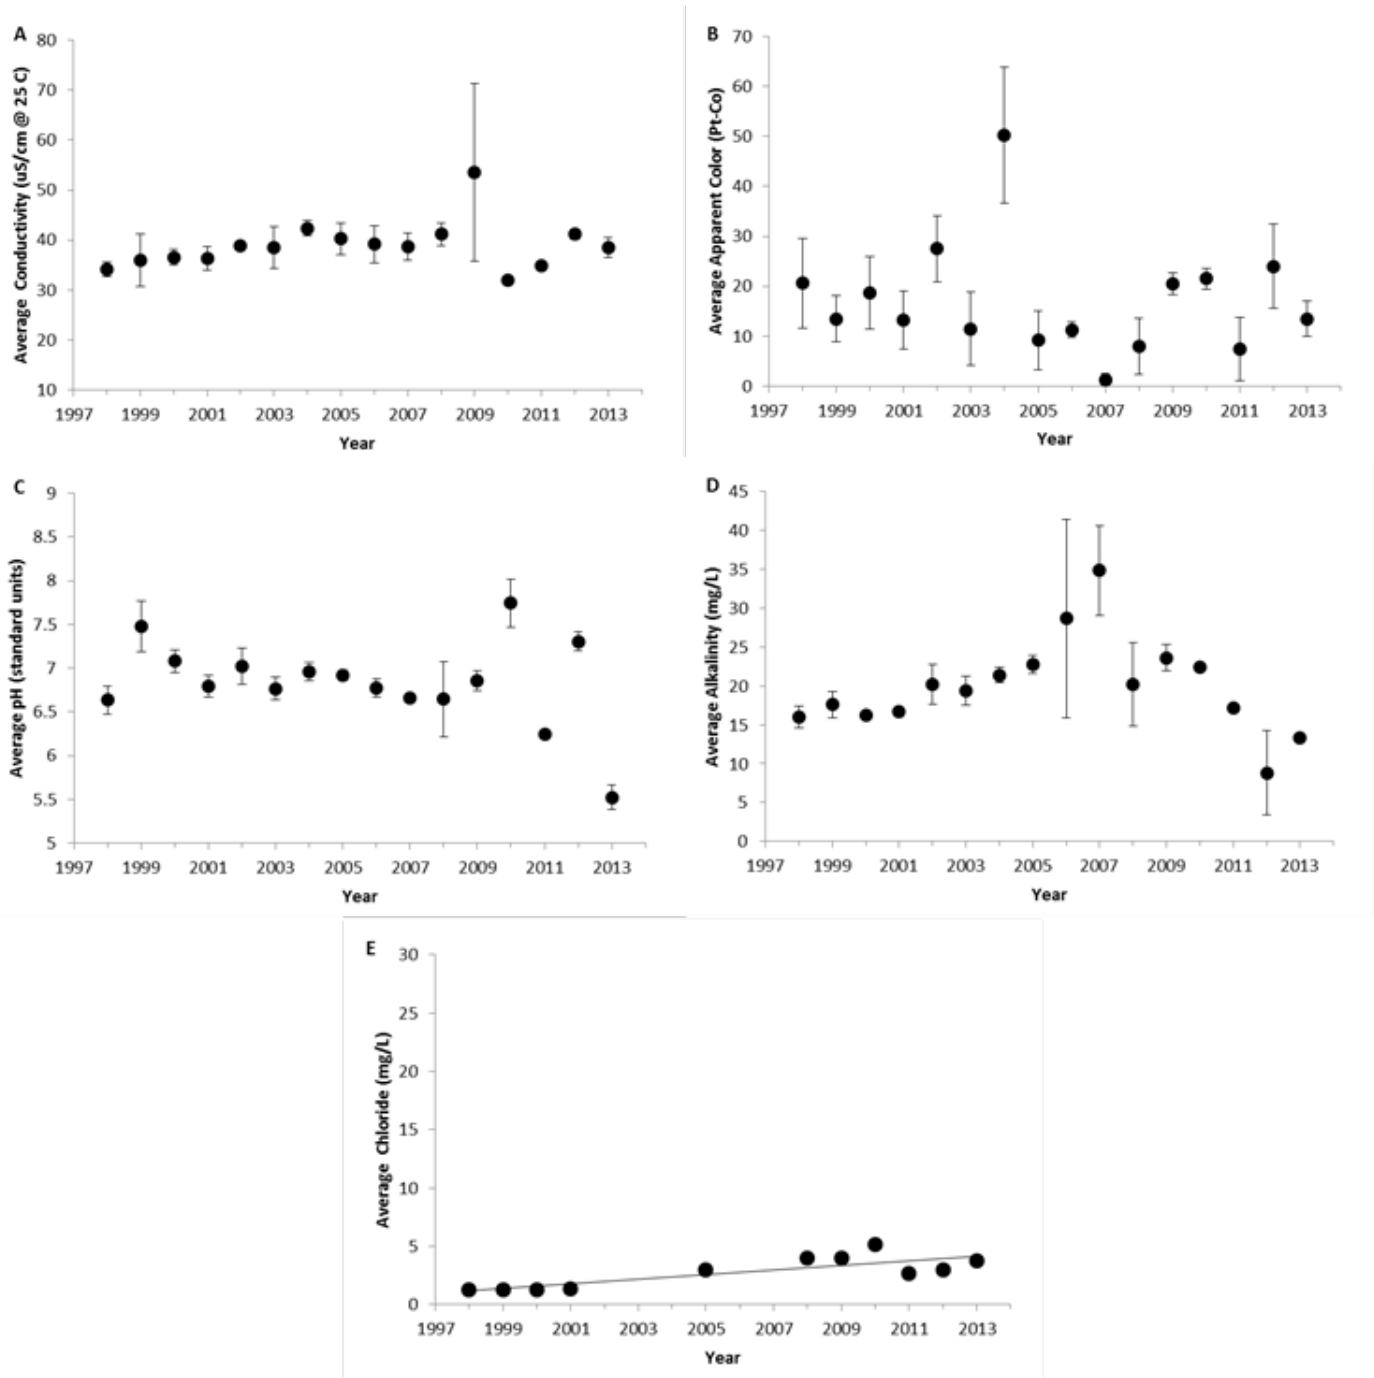 A
80
70
60
50
40
30
20
10
Average Conductivity (uS/cm @ 25 C)
1997 1999 2001 2003 2005 2007 2009 2011 2013
Year
B
70
60
50
40
30
20
10
0
Average Apparent Color (Pt-Co)
1997 1999 2001 2003 2005 2007 2009 2011 2013
Year
C
9
8.5
8
7.5
7
6.5
6
5.5
5
Average pH (standard units)
1997 1999 2001 2003 2005 2007 2009 2011 2013
Year
D
45
40
35
30
25
20
15
10
5
0
Average Alkalinity (mg/L)
1997 1999 2001 2003 2005 2007 2009 2011 2013
Year
E
30
25
20
15
10
5
0
Average Chloride (mg/L)
1997 1999 2001 2003 2005 2007 2009 2011 2013
Year